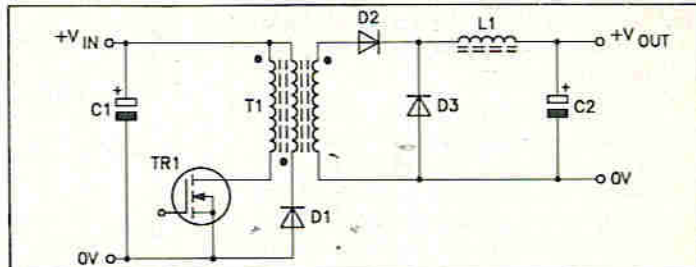 +V IN
C1
+
TR1
0V
T1
D1
D2
D3
L1
+
C2
+V OUT
0V